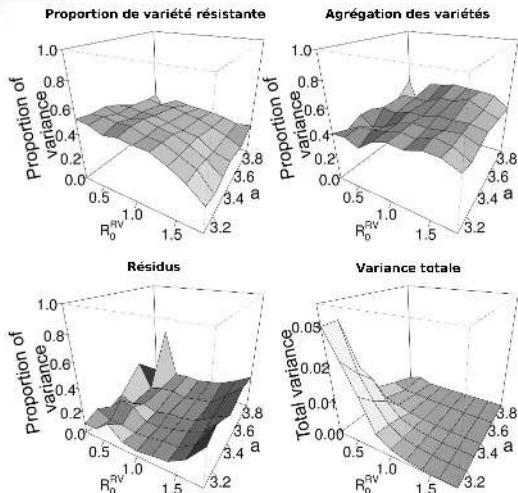 Proportion de variété résistante
Agrégation des variétés
1.0
0.8
0.6
0.4
0.2
0.0
Proportion of
variance
0.5
1.0
1.5
R₀ᴿⱽ
3.2
3.4
3.6
3.8
a
1.0
0.8
0.6
0.4
0.2
0.0
Proportion of
variance
0.5
1.0
1.5
R₀ᴿⱽ
3.2
3.4
3.6
3.8
a
Résidus
Variance totale
1.0
0.8
0.6
0.4
0.2
0.0
Proportion of
variance
0.5
1.0
1.5
R₀ᴿⱽ
3.2
3.4
3.6
3.8
a
0.03
0.02
0.01
0.00
Total variance
0.5
1.0
1.5
R₀ᴿⱽ
3.2
3.4
3.6
3.8
a